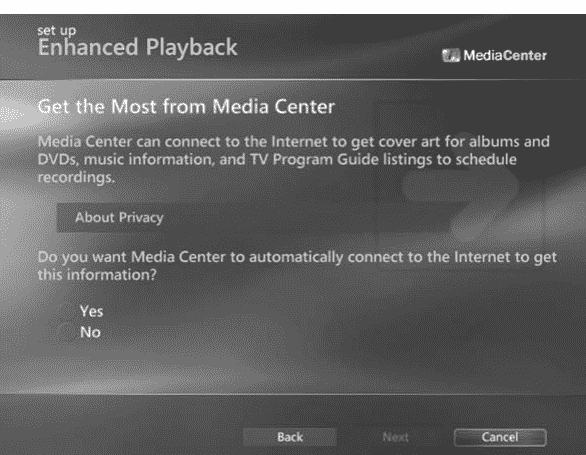 set up
Enhanced Playback
MediaCenter
Get the Most from Media Center
Media Center can connect to the Internet to get cover art for albums and
DVDs, music information, and TV Program Guide listings to schedule
recordings.
About Privacy
Do you want Media Center to automatically connect to the Internet to get
this information?
Yes
No
Back Next Cancel